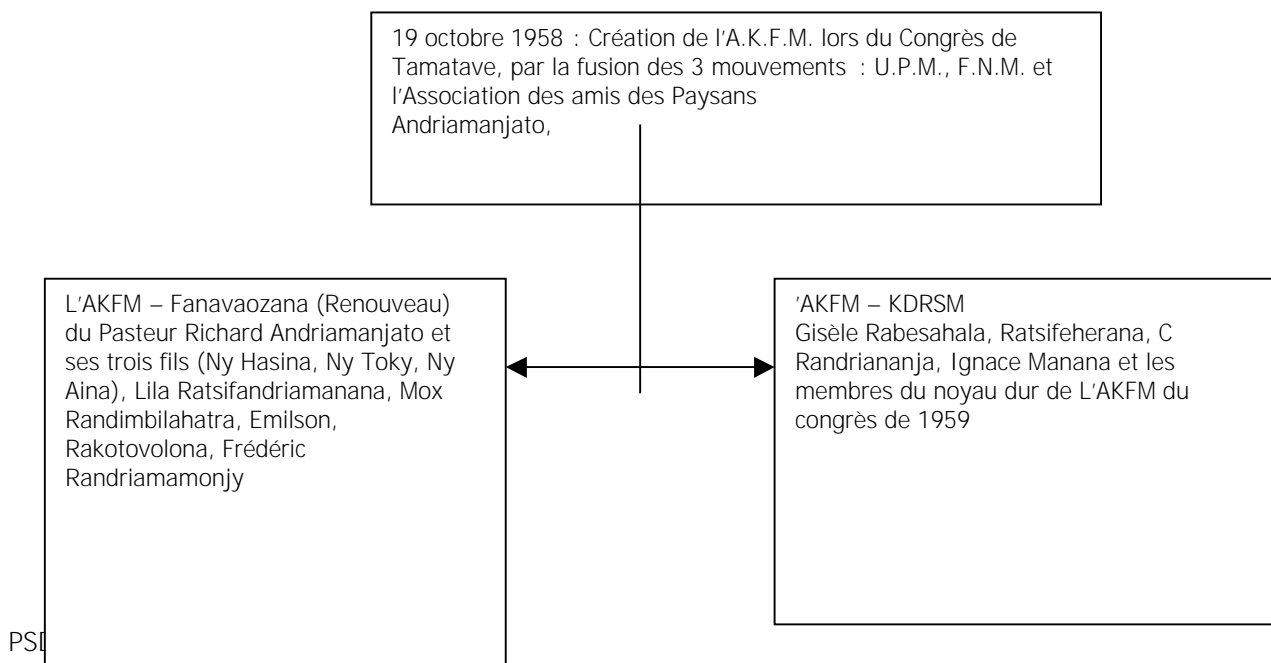 19 octobre 1958 : Création de l'A.K.F.M. lors du Congrès de
Tamatave, par la fusion des 3 mouvements : U.P.M., F.N.M. et
l'Association des amis des Paysans
Andriamanjato,
L'AKFM – Fanavaozana (Renouveau)
du Pasteur Richard Andriamanjato et
ses trois fils (Ny Hasina, Ny Toky, Ny
Aina), Lila Ratsifandriamanana, Mox
Randimbilahatra, Emilson,
Rakotovolona, Frédéric
Randriamamonjy
'AKFM – KDRSM
Gisèle Rabesahala, Ratsifeherana, C
Randriananja, Ignace Manana et les
membres du noyau dur de L'AKFM du
congrès de 1959